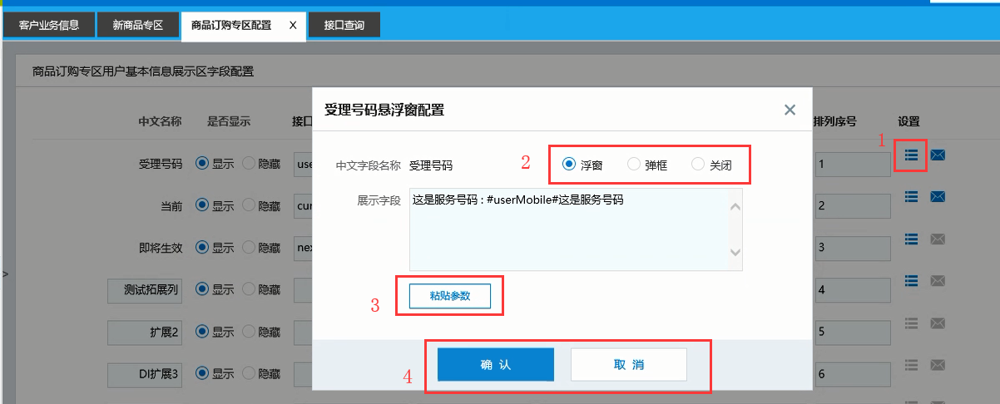 客户业务信息 新商品专区 商品订购专区配置 X 接口查询
商品订购专区用户基本信息展示区字段配置
受理号码悬浮窗配置
中文名称 是否显示 接口 排列序号 设置
1
受理号码 显示 隐藏 use 1
中文字段名称 受理号码 2 浮窗 弹框 关闭
展示字段 这是服务号码 : #userMobile#这是服务号码
当前 显示 隐藏 cur 2
即将生效 显示 隐藏 nex 3
>
测试拓展列 显示 隐藏 4
3 粘贴参数
扩展2 显示 隐藏 5
DI扩展3 显示 隐藏 6
4 确 认 取 消